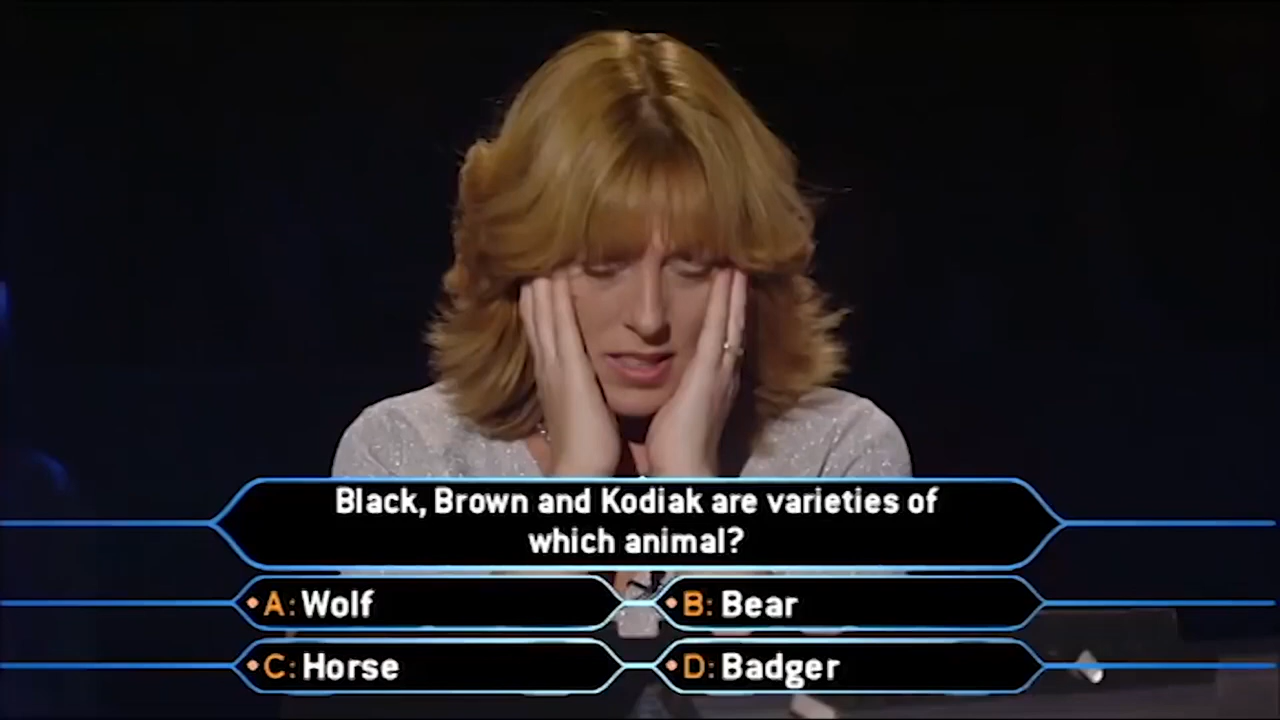 Black, Brown and Kodiak are varieties of
which animal?
A: Wolf
B: Bear
C: Horse
D: Badger